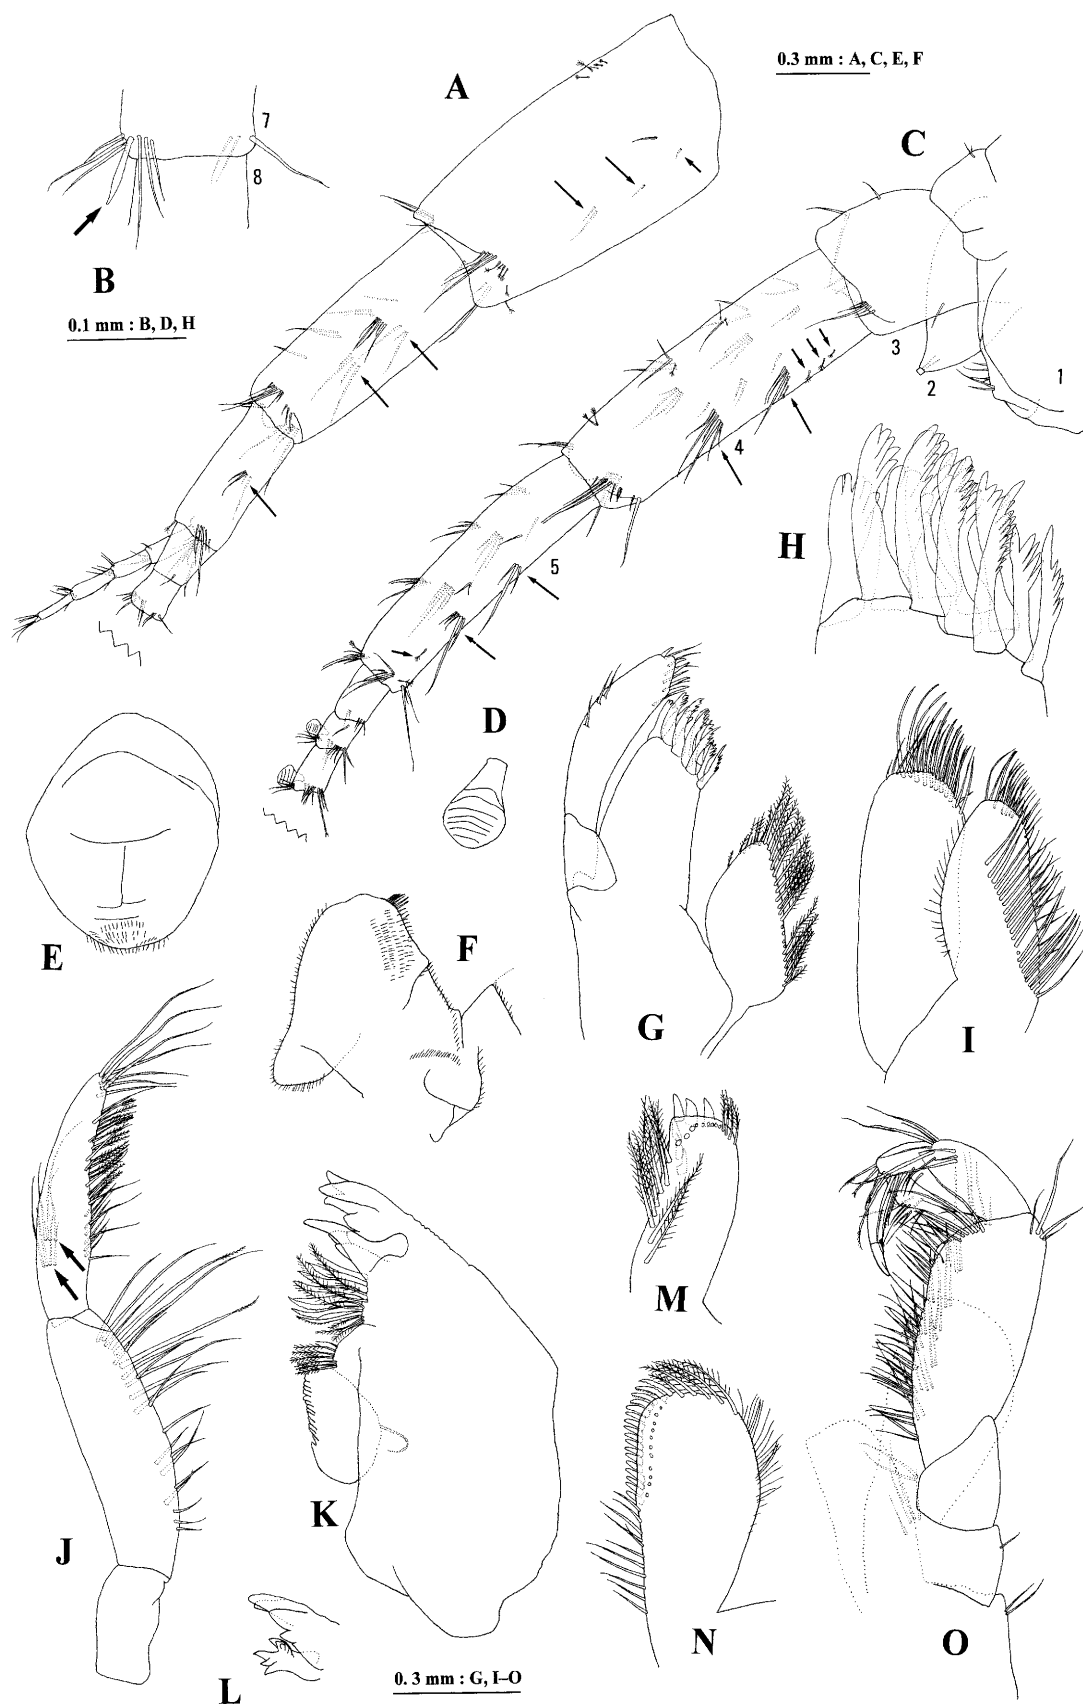 0.3 mm : A, C, E, F
A
7
C
8
B
0.1 mm : B, D, H
3
1
2
4
H
5
D
E
F
G
I
M
J
K
N
O
L
0. 3 mm : G, I–O